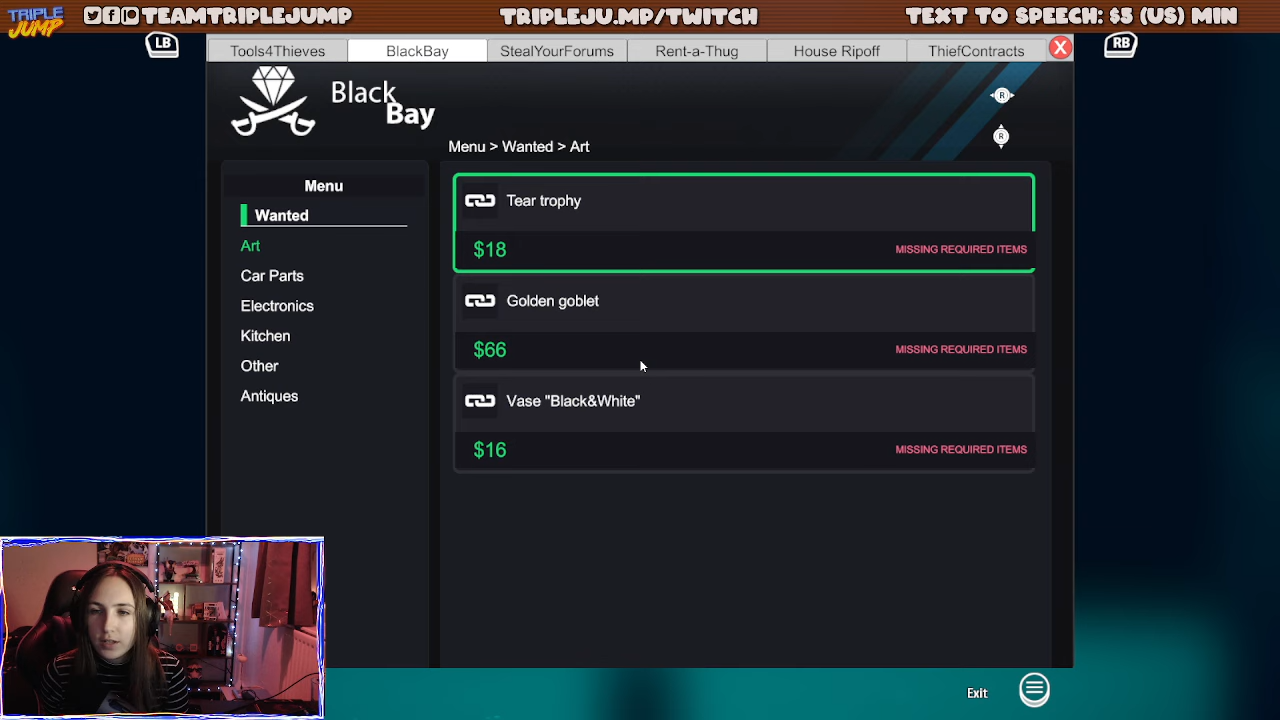 TRIPLE
JUMP
TEAMTRIPLEJUMP
TRIPLEJU.MP/TWITCH
TEXT TO SPEECH: $5 (US) MIN
LB
Tools4Thieves
BlackBay
StealYourForums
Rent-a-Thug
House Ripoff
ThiefContracts
X
RB
Black
Bay
R
R
Menu > Wanted > Art
Menu
Wanted
Art
Car Parts
Electronics
Kitchen
Other
Antiques
Tear trophy
$18 MISSING REQUIRED ITEMS
Golden goblet
$66 MISSING REQUIRED ITEMS
Vase "Black&White"
$16 MISSING REQUIRED ITEMS
Exit